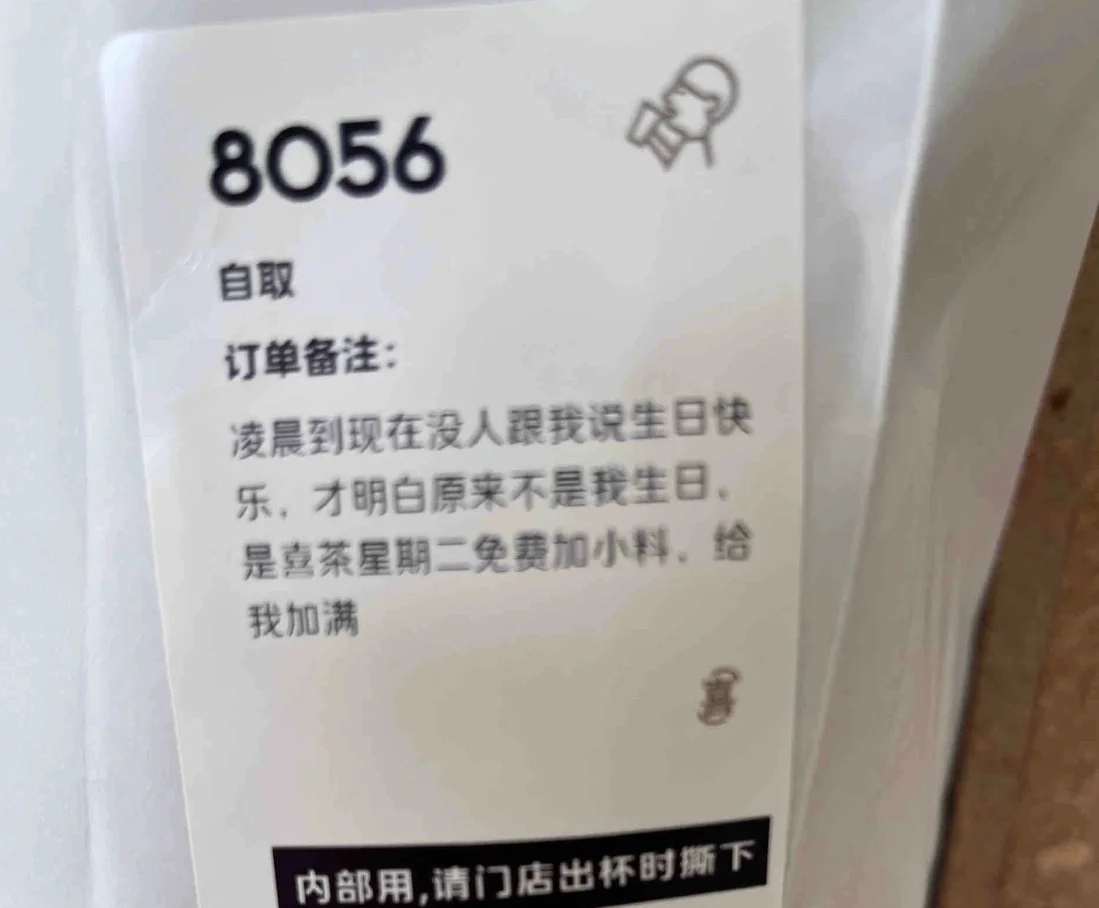 8056
自取
订单备注：
凌晨到现在没人跟我说生日快
乐，才明白原来不是我生日，
是喜茶星期二免费加小料，给
我加满
喜
内部用,请门店出杯时撕下